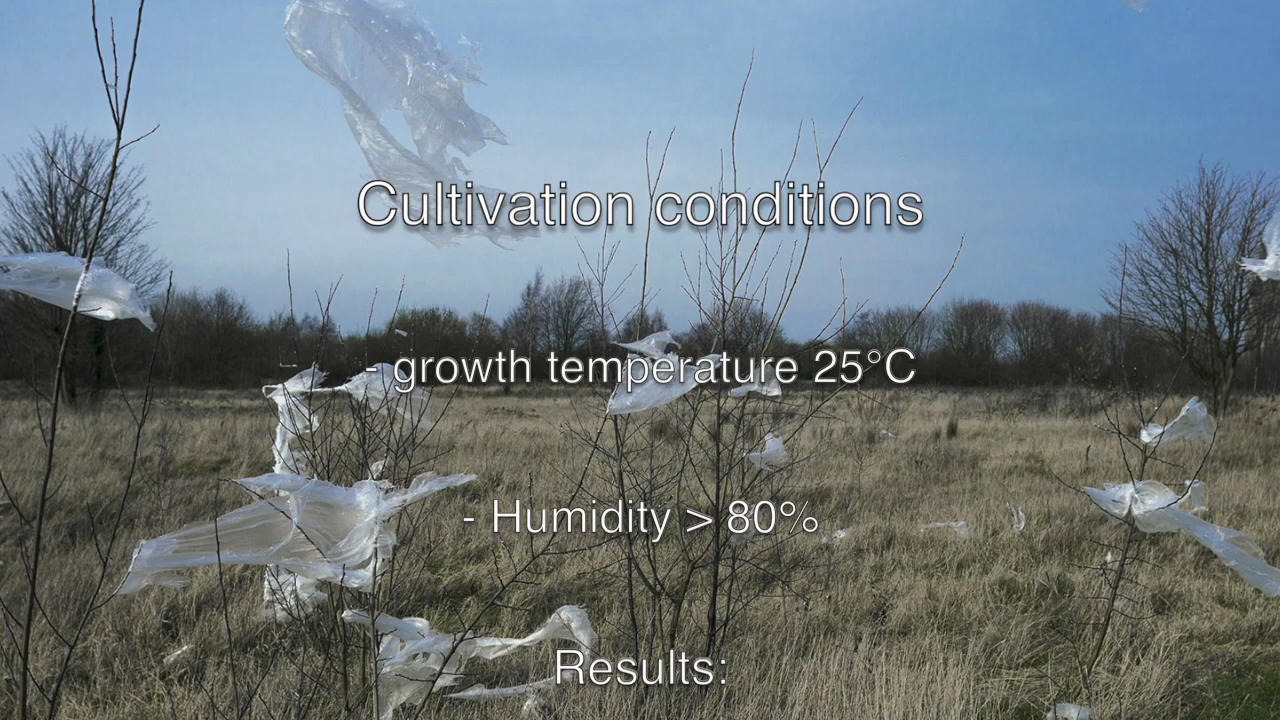 Cultivation conditions
- growth temperature 25°C
- Humidity > 80%
Results: